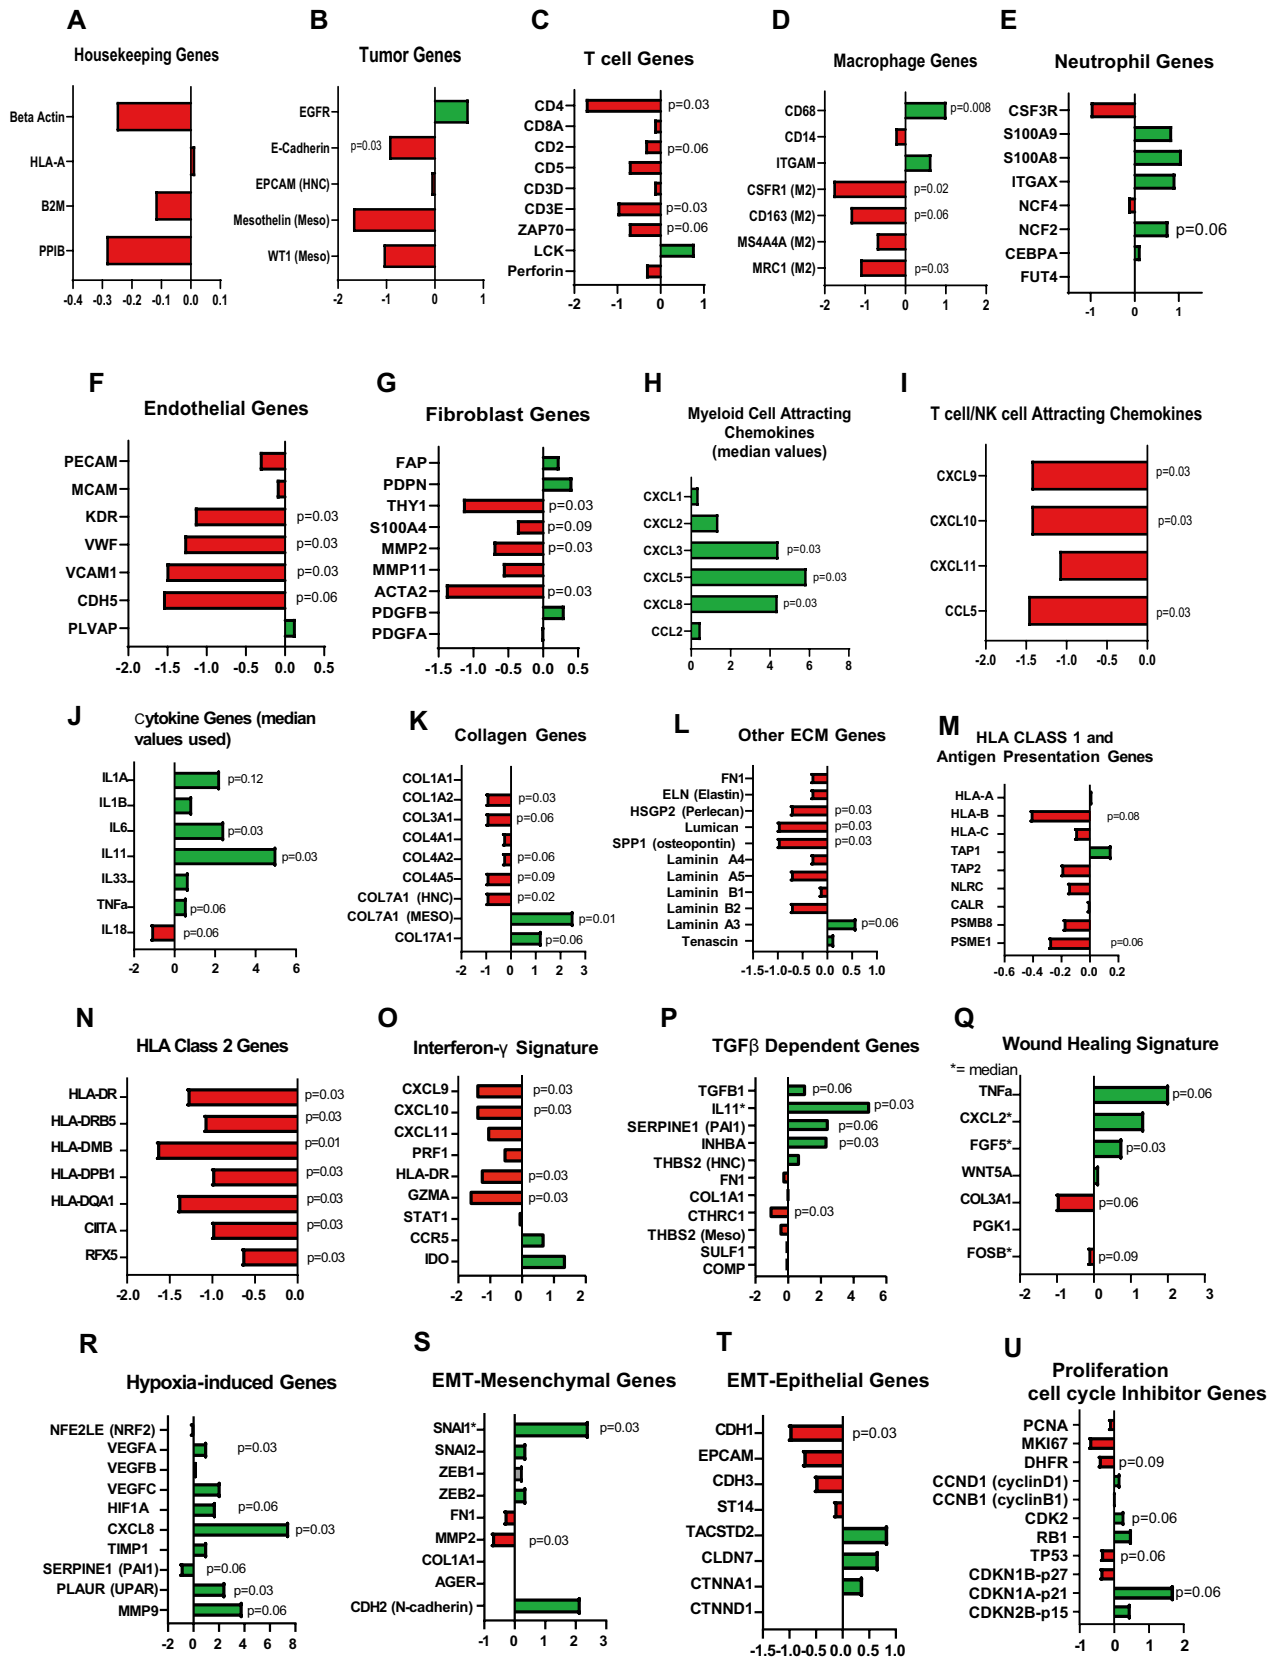 A
Housekeeping Genes
Beta Actin
HLA-A
B2M
PPIB
-0.4 -0.3 -0.2 -0.1 0.0 0.1
B
Tumor Genes
EGFR
E-Cadherin p=0.03
EPCAM (HNC)
Mesothelin (Meso)
WT1 (Meso)
-2 -1 0 1
C
T cell Genes
CD4 p=0.03
CD8A
CD2 p=0.06
CD5
CD3D
CD3E p=0.03
ZAP70 p=0.06
LCK
Perforin
-2 -1 0 1
D
Macrophage Genes
CD68 p=0.008
CD14
ITGAM
CSFR1 (M2) p=0.02
CD163 (M2) p=0.06
MS4A4A (M2)
MRC1 (M2) p=0.03
-2 -1 0 1 2
E
Neutrophil Genes
CSF3R
S100A9
S100A8
ITGAX
NCF4
NCF2 p=0.06
CEBPA
FUT4
-1 0 1
F
Endothelial Genes
PECAM
MCAM
KDR p=0.03
VWF p=0.03
VCAM1 p=0.03
CDH5 p=0.06
PLVAP
-2.0 -1.5 -1.0 -0.5 0.0 0.5
G
Fibroblast Genes
FAP
PDPN
THY1 p=0.03
S100A4 p=0.09
MMP2 p=0.03
MMP11
ACTA2 p=0.03
PDGFB
PDGFA
-1.5 -1.0 -0.5 0.0 0.5
H
Myeloid Cell Attracting
Chemokines
(median values)
CXCL1
CXCL2
CXCL3 p=0.03
CXCL5 p=0.03
CXCL8 p=0.03
CCL2
0 2 4 6 8
I
T cell/NK cell Attracting Chemokines
CXCL9 p=0.03
CXCL10 p=0.03
CXCL11
CCL5 p=0.03
-2.0 -1.5 -1.0 -0.5 0.0
J
Cytokine Genes (median
values used)
IL1A p=0.12
IL1B
IL6 p=0.03
IL11 p=0.03
IL33
TNFa p=0.06
IL18 p=0.06
-2 0 2 4 6
K
Collagen Genes
COL1A1
COL1A2 p=0.03
COL3A1 p=0.06
COL4A1
COL4A2 p=0.06
COL4A5 p=0.09
COL7A1 (HNC) p=0.02
COL7A1 (MESO) p=0.01
COL17A1 p=0.06
-2 -1 0 1 2 3
L
Other ECM Genes
FN1
ELN (Elastin)
HSGP2 (Perlecan) p=0.03
Lumican p=0.03
SPP1 (osteopontin) p=0.03
Laminin A4
Laminin A5
Laminin B1
Laminin B2
Laminin A3 p=0.06
Tenascin
-1.5 -1.0 -0.5 0.0 0.5 1.0
M
HLA CLASS 1 and
Antigen Presentation Genes
HLA-A
HLA-B p=0.08
HLA-C
TAP1
TAP2
NLRC
CALR
PSMB8
PSME1 p=0.06
-0.6 -0.4 -0.2 0.0 0.2
N
HLA Class 2 Genes
HLA-DR p=0.03
HLA-DRB5 p=0.03
HLA-DMB p=0.01
HLA-DPB1 p=0.03
HLA-DQA1 p=0.03
CIITA p=0.03
RFX5 p=0.03
-2.0 -1.5 -1.0 -0.5 0.0
O
Interferon-γ Signature
CXCL9 p=0.03
CXCL10 p=0.03
CXCL11
PRF1
HLA-DR p=0.03
GZMA p=0.03
STAT1
CCR5
IDO
-2 -1 0 1 2
P
TGFβ Dependent Genes
TGFB1 p=0.06
IL11* p=0.03
SERPINE1 (PAI1) p=0.06
INHBA p=0.03
THBS2 (HNC)
FN1
COL1A1
CTHRC1 p=0.03
THBS2 (Meso)
SULF1
COMP
-2 0 2 4 6
Q
Wound Healing Signature
*= median
TNFa p=0.06
CXCL2*
FGF5* p=0.03
WNT5A
COL3A1 p=0.06
PGK1
FOSB* p=0.09
-2 -1 0 1 2 3
R
Hypoxia-induced Genes
NFE2LE (NRF2)
VEGFA p=0.03
VEGFB
VEGFC
HIF1A p=0.06
CXCL8 p=0.03
TIMP1
SERPINE1 (PAI1) p=0.06
PLAUR (UPAR) p=0.03
MMP9 p=0.06
-2 0 2 4 6 8
S
EMT-Mesenchymal Genes
SNAI1* p=0.03
SNAI2
ZEB1
ZEB2
FN1
MMP2 p=0.03
COL1A1
AGER
CDH2 (N-cadherin)
-1 0 1 2 3
T
EMT-Epithelial Genes
CDH1 p=0.03
EPCAM
CDH3
ST14
TACSTD2
CLDN7
CTNNA1
CTNND1
-1.5 -1.0 -0.5 0.0 0.5 1.0
U
Proliferation
cell cycle Inhibitor Genes
PCNA
MKI67
DHFR p=0.09
CCND1 (cyclinD1)
CCNB1 (cyclinB1)
CDK2 p=0.06
RB1
TP53 p=0.06
CDKN1B-p27
CDKN1A-p21 p=0.06
CDKN2B-p15
-1 0 1 2